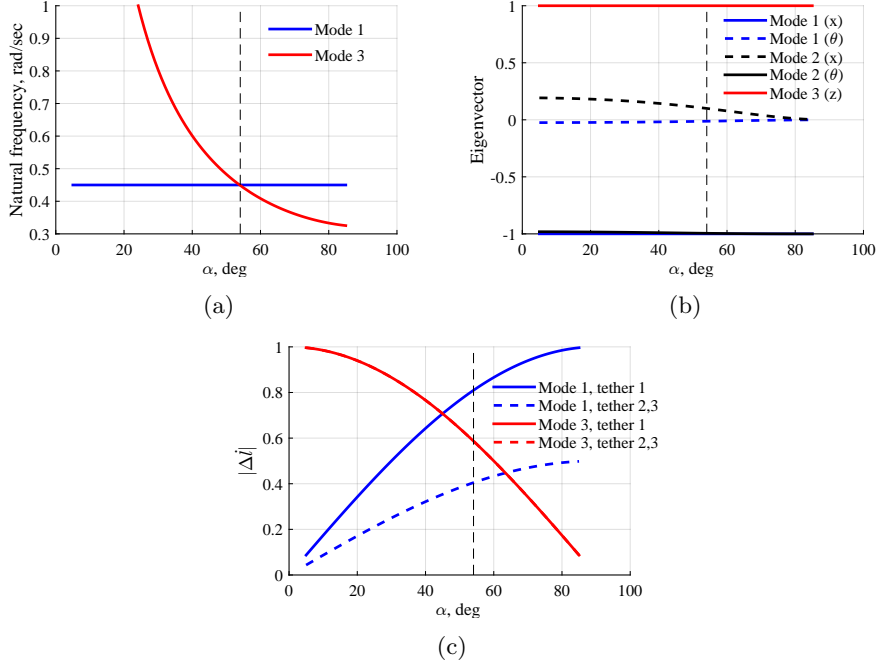 Natural frequency, rad/sec
1
0.9
0.8
0.7
0.6
0.5
0.4
0.3
0 20 40 60 80 100
α, deg
Mode 1
Mode 3
(a)
Eigenvector
1
0.5
0
-0.5
-1
0 20 40 60 80 100
α, deg
Mode 1 (x)
Mode 1 (θ)
Mode 2 (x)
Mode 2 (θ)
Mode 3 (z)
(b)
|Δl̇|
1
0.8
0.6
0.4
0.2
0
0 20 40 60 80 100
α, deg
Mode 1, tether 1
Mode 1, tether 2,3
Mode 3, tether 1
Mode 3, tether 2,3
(c)